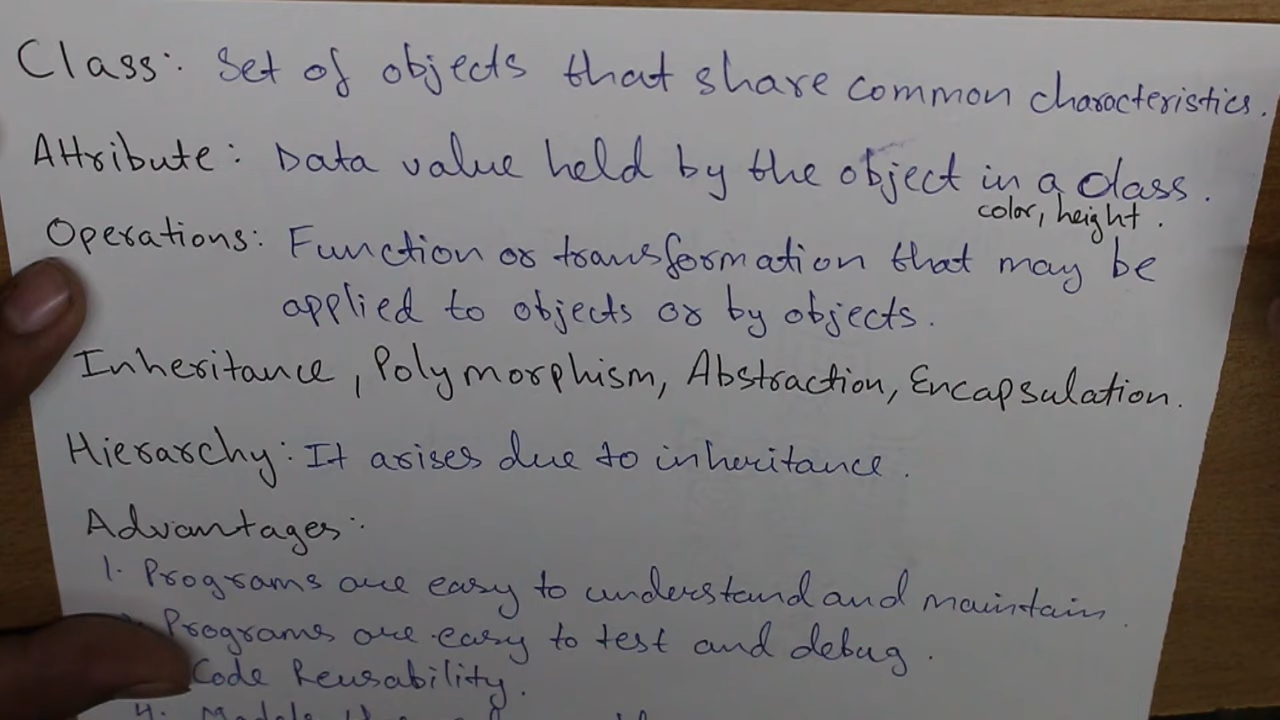 Class: Set of objects that share common characteristics.
Attribute: Data value held by the object in a class.
color, height.
Operations: Function or transformation that may be
applied to objects or by objects.
Inheritance, Polymorphism, Abstraction, Encapsulation.
Hierarchy: It arises due to inheritance.
Advantages:
1. Programs are easy to understand and maintain.
Programs are easy to test and debug.
Code Reusability.
4.